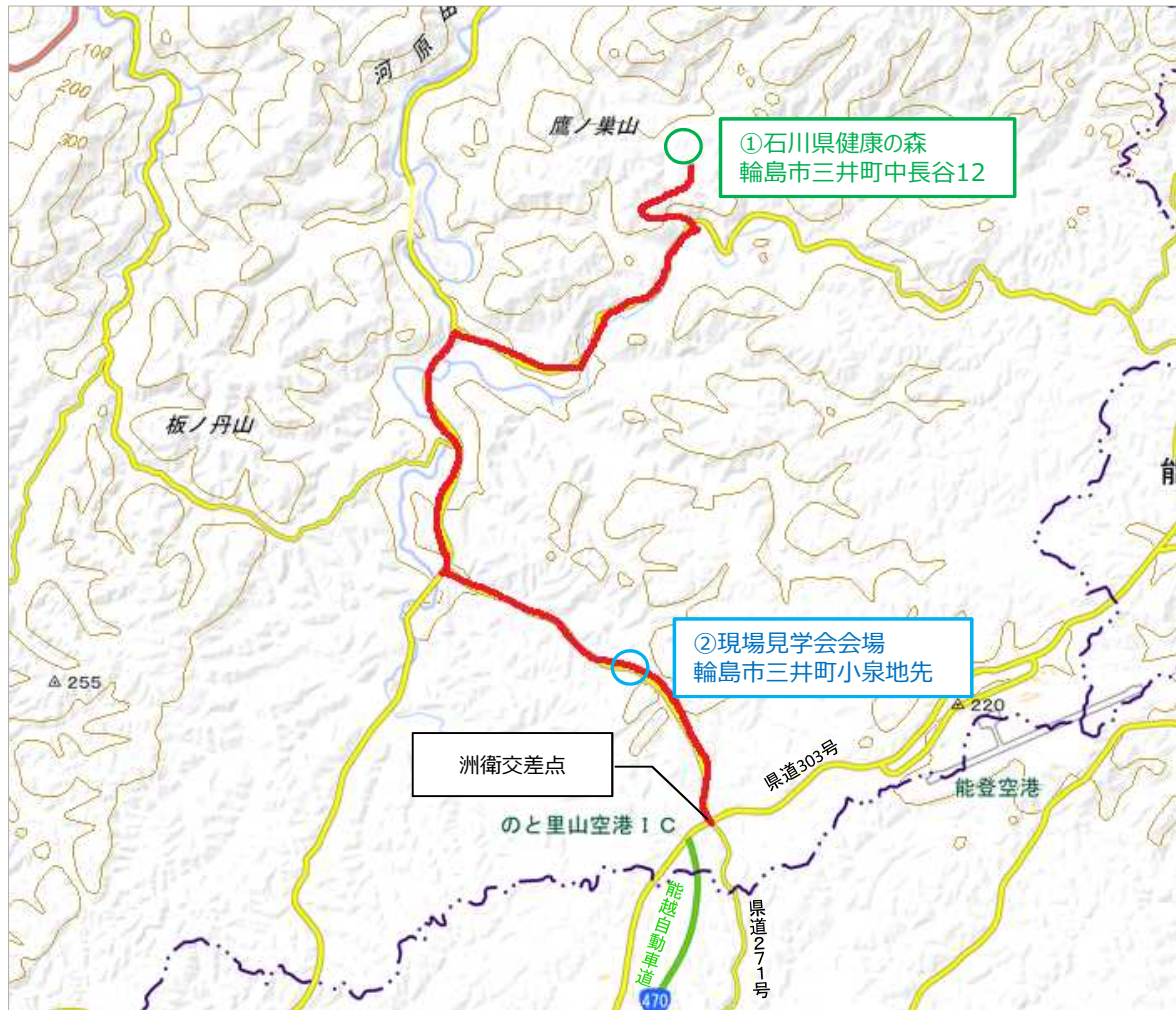 河原田
100
200
300
鷹ノ巣山
①石川県健康の森
輪島市三井町中長谷12
板ノ丹山
能
②現場見学会会場
輪島市三井町小泉地先
255
220
洲衛交差点
県道303号
能登空港
のと里山空港IC
能越自動車道
県道271号
470